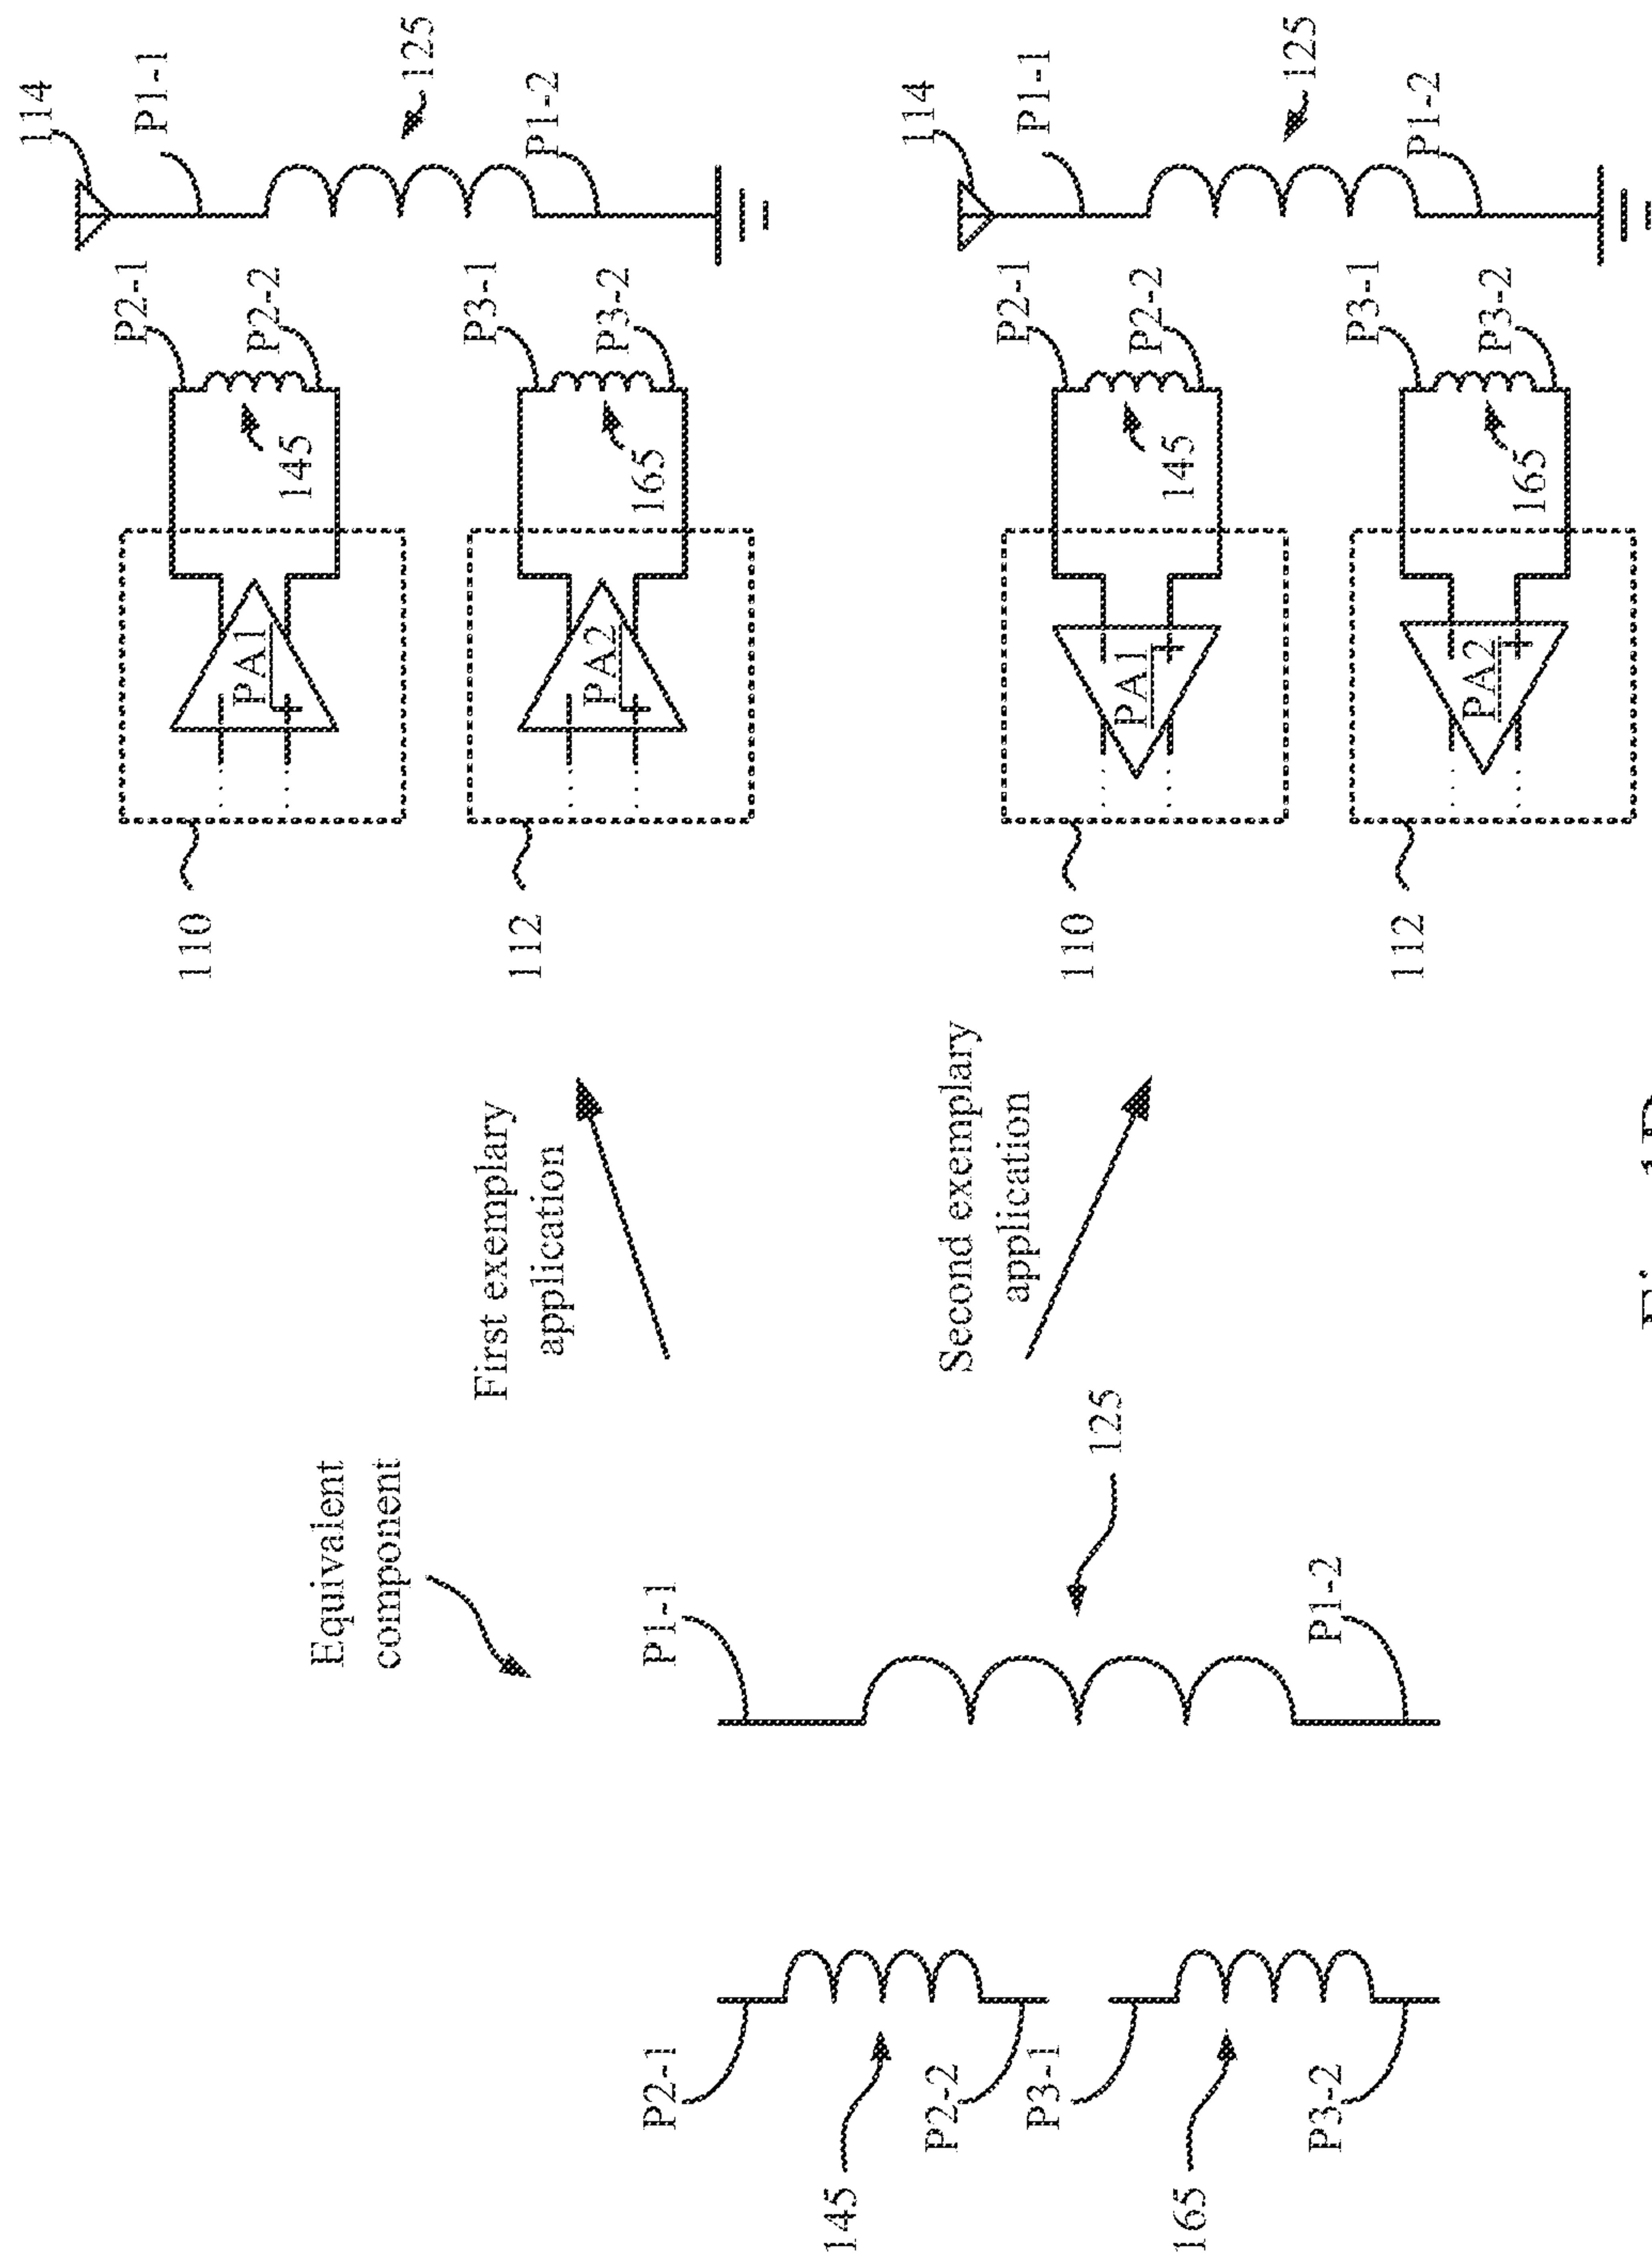 Equivalent
component
P2-1
145
P2-2
P3-1
165
P3-2
P1-1
125
P1-2
First exemplary
application
110
PA1
P2-1
P2-2
145
114
P1-1
125
P1-2
112
PA2
P3-1
P3-2
165
Second exemplary
application
110
PA1
P2-1
P2-2
145
114
P1-1
125
P1-2
112
PA2
P3-1
P3-2
165